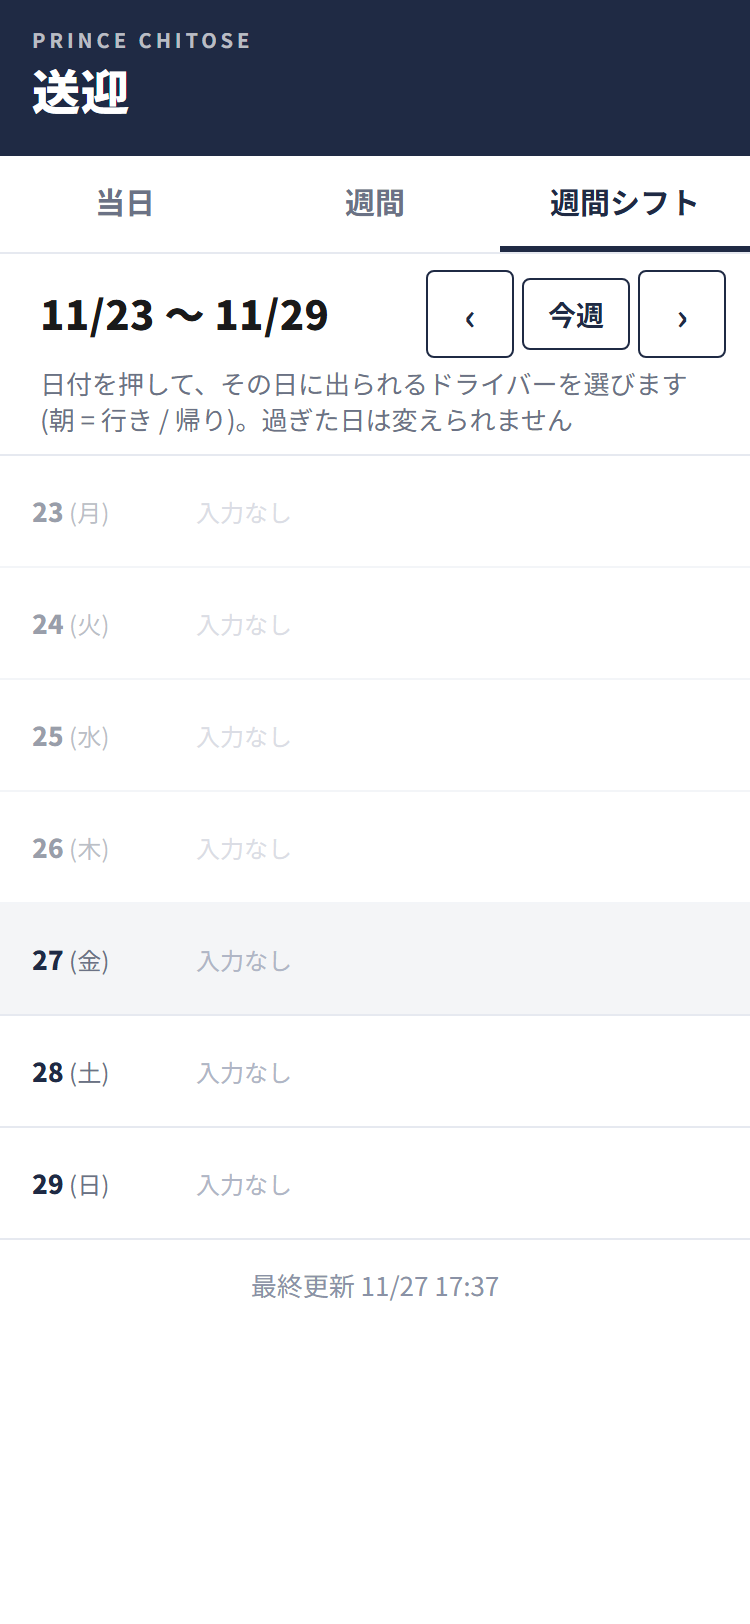 PRINCE CHITOSE
送迎
当日 週間 週間シフト
11/23 〜 11/29 ‹ 今週 ›
日付を押して、その日に出られるドライバーを選びます
(朝 = 行き / 帰り)。過ぎた日は変えられません
23 (月) 入力なし
24 (火) 入力なし
25 (水) 入力なし
26 (木) 入力なし
27 (金) 入力なし
28 (土) 入力なし
29 (日) 入力なし
最終更新 11/27 17:37